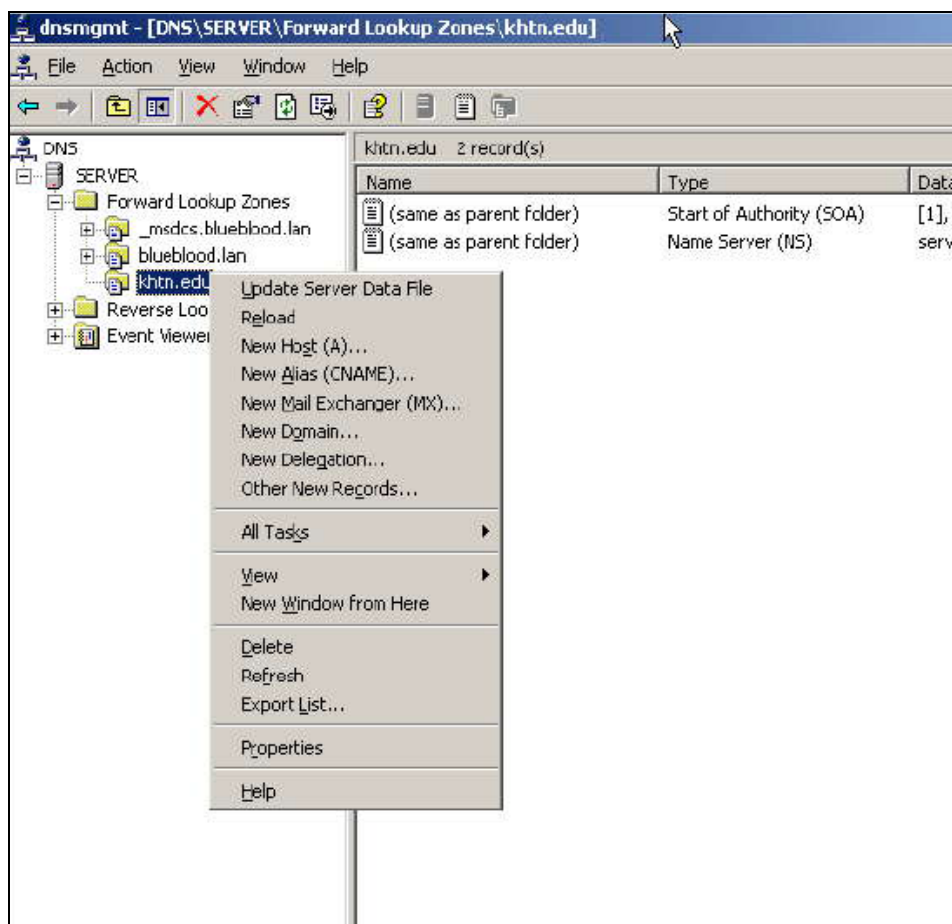 dnsmgmt - [DNS\SERVER\Forward Lookup Zones\khtn.edu]
File Action View Window Help
DNS
SERVER
Forward Lookup Zones
_msdcs.blueblood.lan
blueblood.lan
khtn.edu
Reverse Loo
Event Viewer
khtn.edu 2 record(s)
Name Type Data
(same as parent folder) Start of Authority (SOA) [1],
(same as parent folder) Name Server (NS) serv
Update Server Data File
Reload
New Host (A)...
New Alias (CNAME)...
New Mail Exchanger (MX)...
New Domain...
New Delegation...
Other New Records...
All Tasks
View
New Window from Here
Delete
Refresh
Export List...
Properties
Help